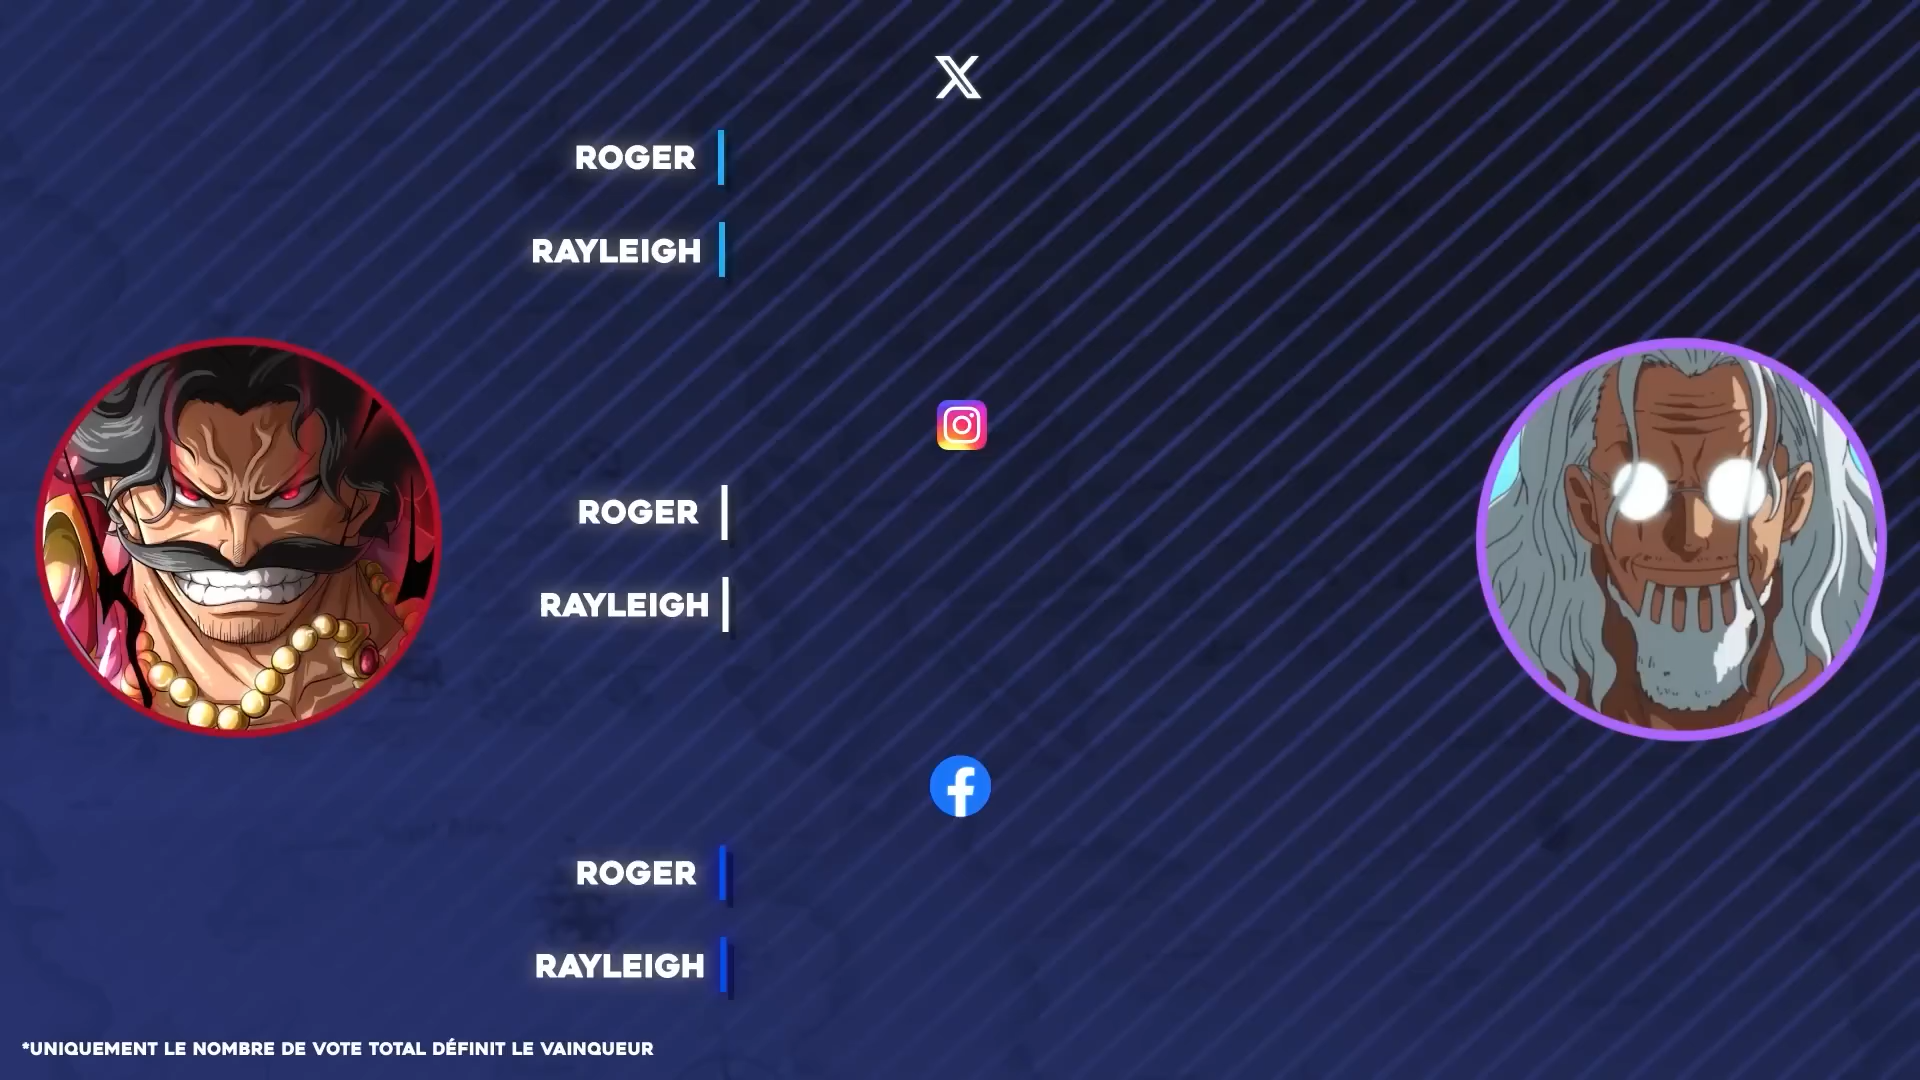 ROGER
RAYLEIGH
ROGER
RAYLEIGH
ROGER
RAYLEIGH
*UNIQUEMENT LE NOMBRE DE VOTE TOTAL DÉFINIT LE VAINQUEUR